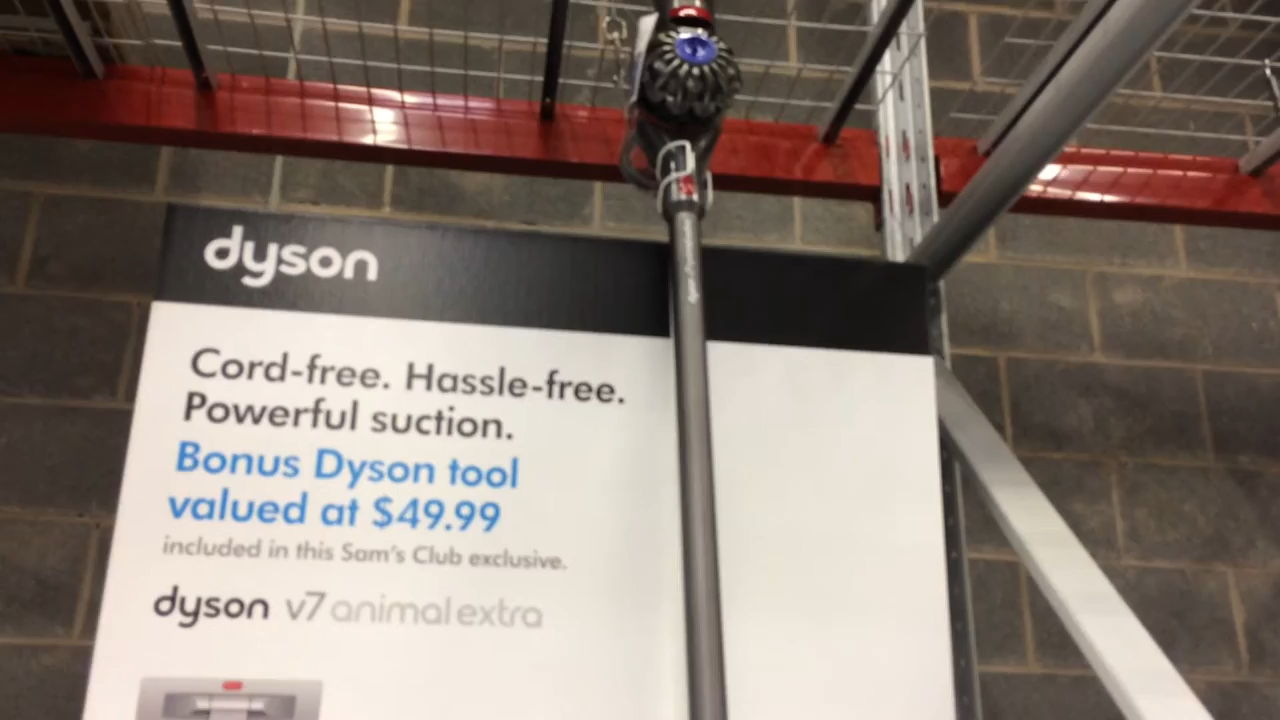 dyson
Cord-free. Hassle-free.
Powerful suction.
Bonus Dyson tool
valued at $49.99
included in this Sam's Club exclusive.
dyson v7 animal extra